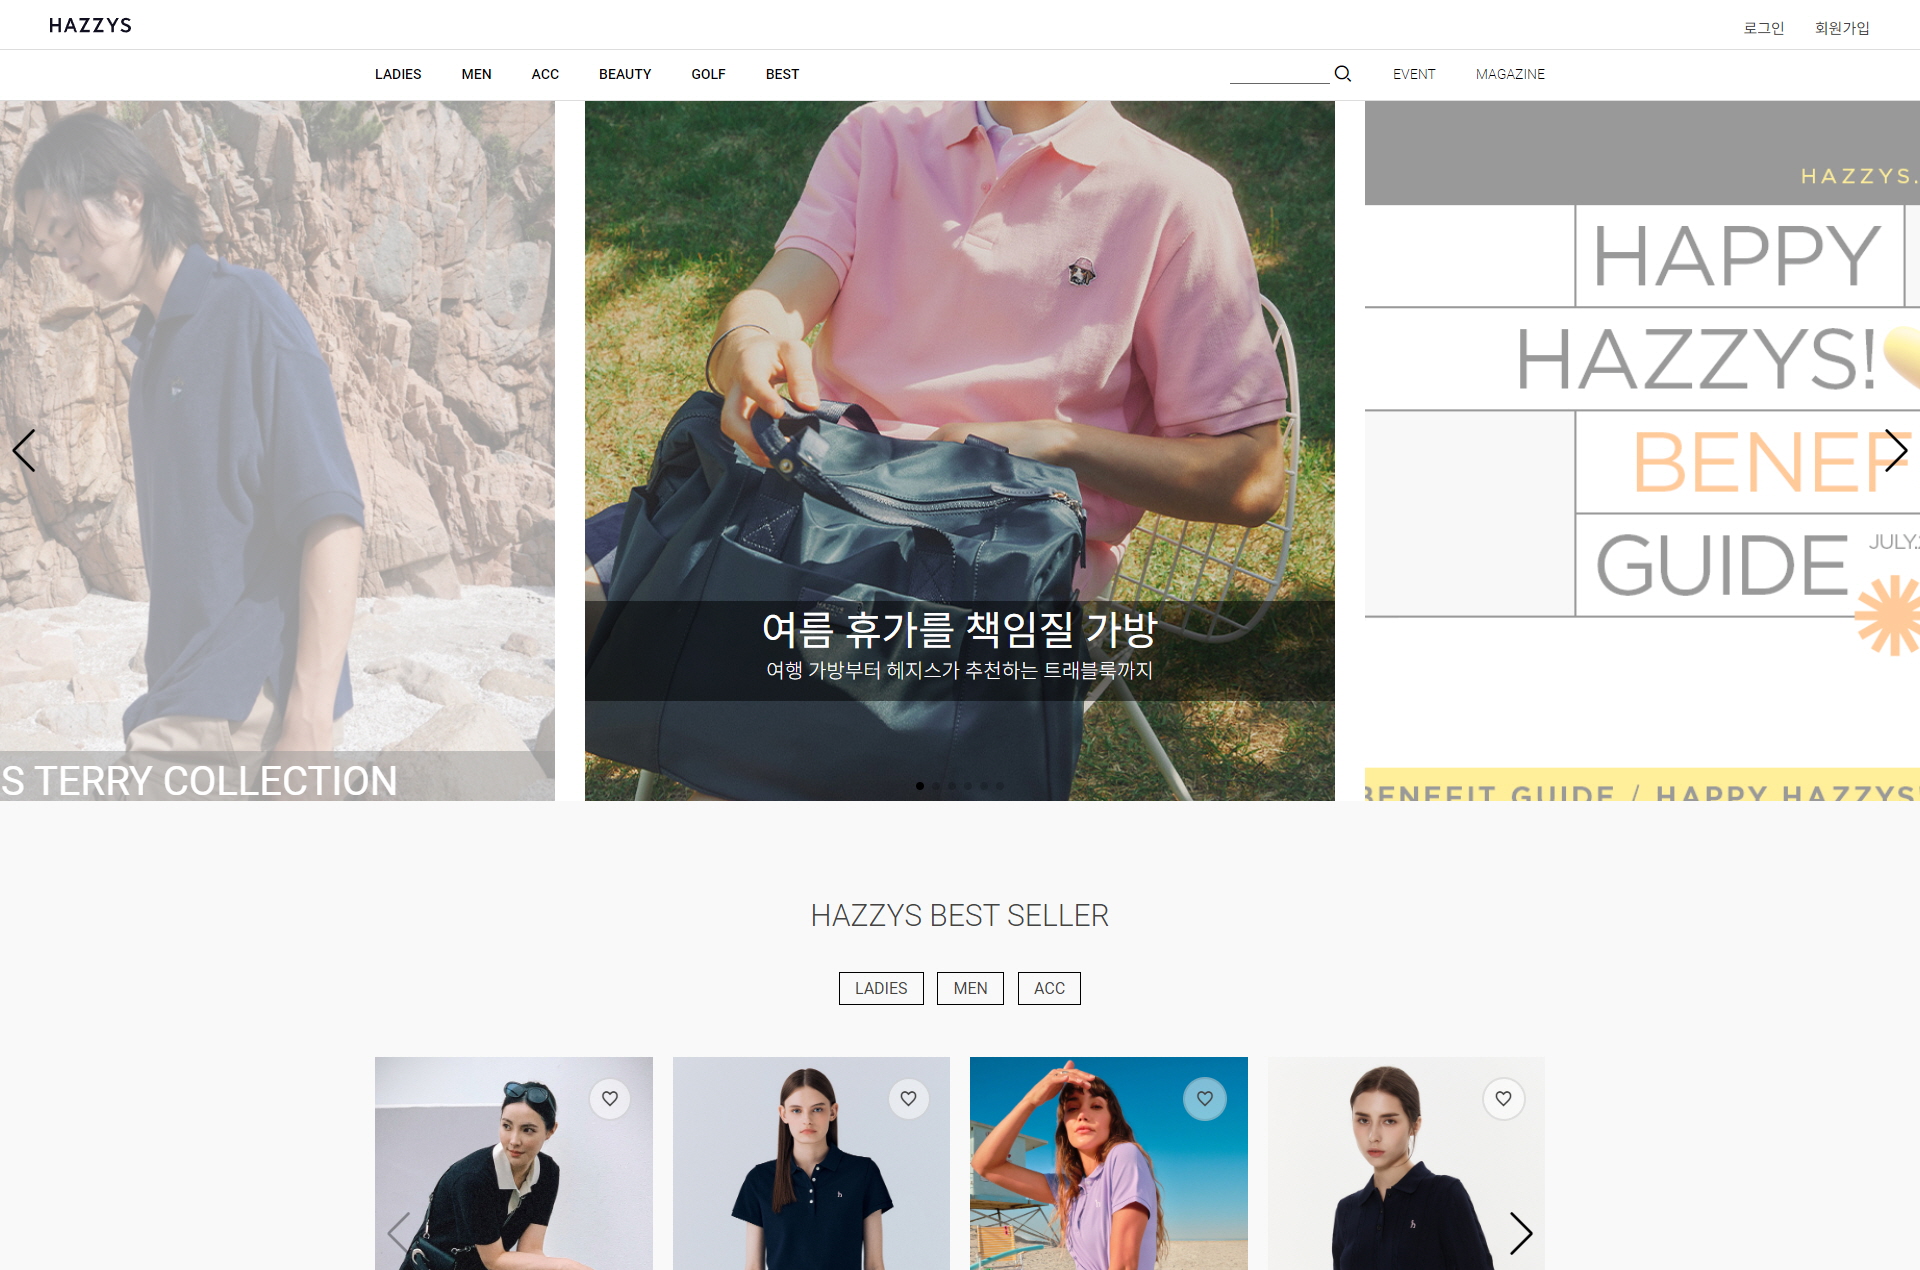 HAZZYS
로그인
회원가입
LADIES
MEN
ACC
BEAUTY
GOLF
BEST
EVENT
MAGAZINE
S TERRY COLLECTION
여름 휴가를 책임질 가방
여행 가방부터 헤지스가 추천하는 트래블룩까지
HAZZYS.
HAPPY
HAZZYS!
BENEF
GUIDE
JULY.
BENEFIT GUIDE / HAPPY HAZZYS!
HAZZYS BEST SELLER
LADIES
MEN
ACC